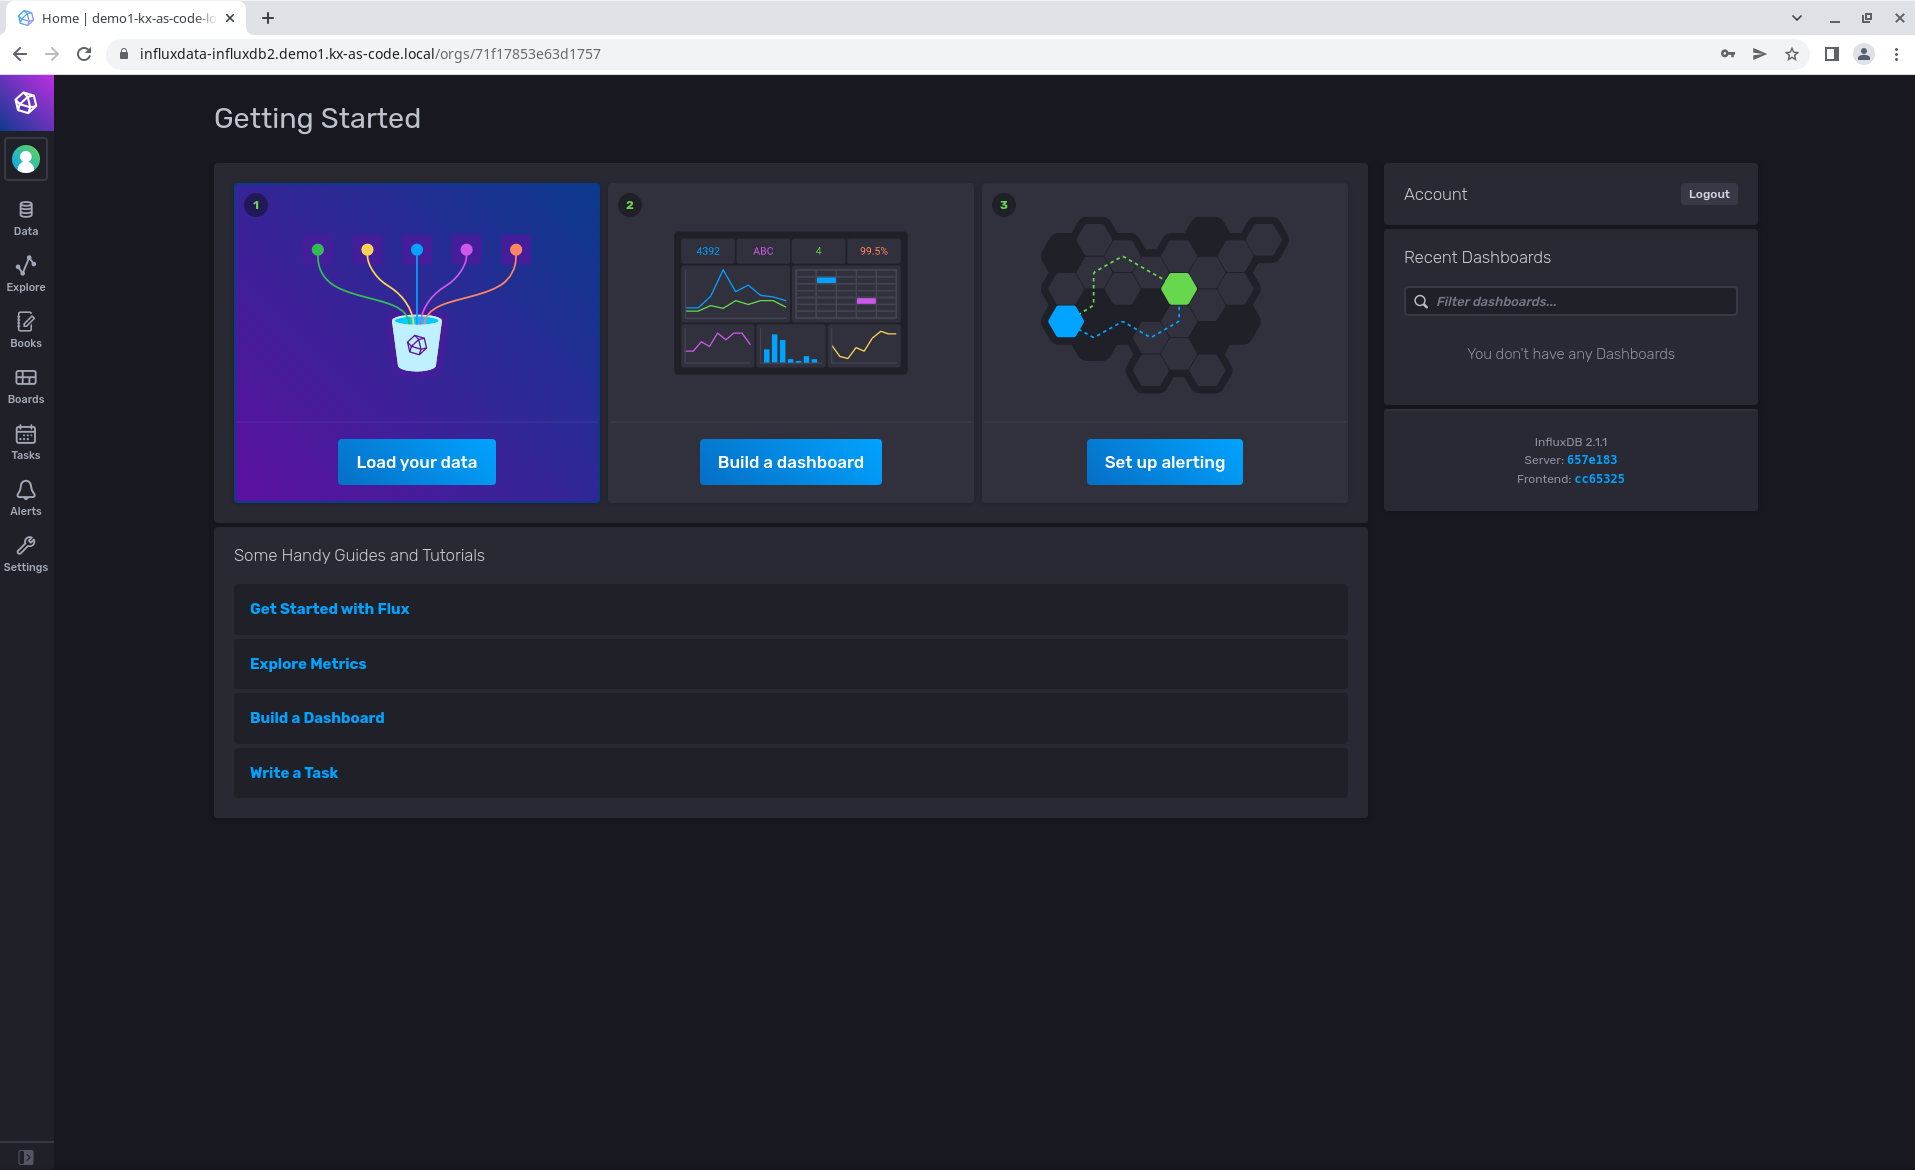 Home | demo1-kx-as-code-lo
influxdata-influxdb2.demo1.kx-as-code.local/orgs/71f17853e63d1757
Data
Explore
Books
Boards
Tasks
Alerts
Settings
Getting Started
1
Load your data
2
4392 ABC 4 99.5%
Build a dashboard
3
Set up alerting
Some Handy Guides and Tutorials
Get Started with Flux
Explore Metrics
Build a Dashboard
Write a Task
Account
Logout
Recent Dashboards
Filter dashboards...
You don't have any Dashboards
InfluxDB 2.1.1
Server: 657e183
Frontend: cc65325